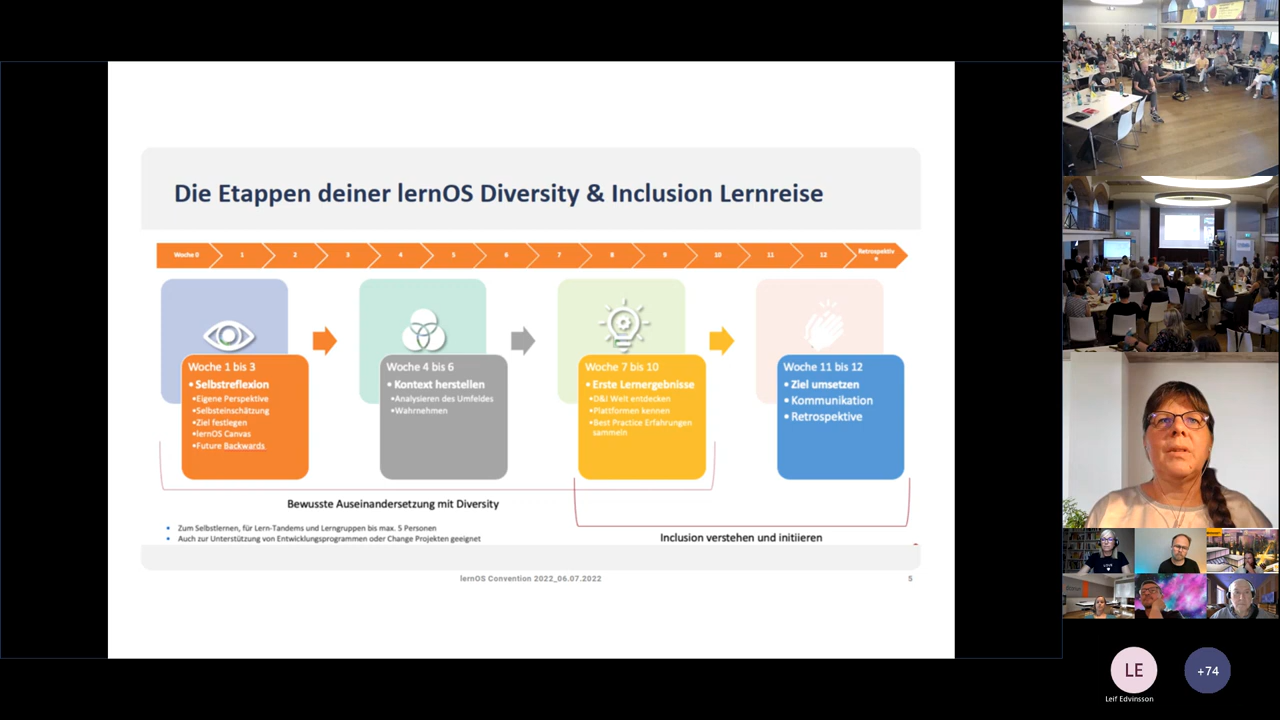 Die Etappen deiner lernOS Diversity & Inclusion Lernreise
Woche 0 1 2 3 4 5 6 7 8 9 10 11 12 Retrospektiv
e
Woche 1 bis 3
• Selbstreflexion
•Eigene Perspektive
•Selbsteinschätzung
•Ziel festlegen
•lernOS Canvas
•Future Backwards
Woche 4 bis 6
• Kontext herstellen
•Analysieren des Umfeldes
•Wahrnehmen
Woche 7 bis 10
• Erste Lernergebnisse
•D&I Welt entdecken
•Plattformen kennen
•Best Practice Erfahrungen
sammeln
Woche 11 bis 12
• Ziel umsetzen
• Kommunikation
• Retrospektive
Bewusste Auseinandersetzung mit Diversity
• Zum Selbstlernen, für Lern-Tandems und Lerngruppen bis max. 5 Personen
• Auch zur Unterstützung von Entwicklungsprogrammen oder Change Projekten geeignet
Inclusion verstehen und initiieren
lernOS Convention 2022_06.07.2022
5
LE
+74
Leif Edvinsson